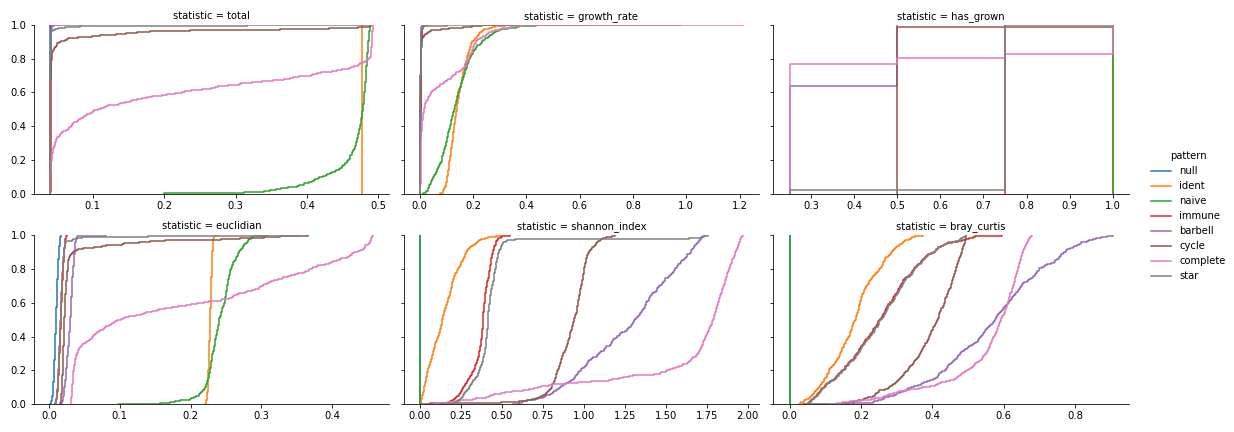 statistic = total
statistic = growth_rate
statistic = has_grown
1.0
0.8
0.6
0.4
0.2
0.0
0.1 0.2 0.3 0.4 0.5
0.0 0.2 0.4 0.6 0.8 1.0 1.2
0.3 0.4 0.5 0.6 0.7 0.8 0.9 1.0
statistic = euclidian
statistic = shannon_index
statistic = bray_curtis
1.0
0.8
0.6
0.4
0.2
0.0
0.0 0.1 0.2 0.3 0.4
0.00 0.25 0.50 0.75 1.00 1.25 1.50 1.75 2.00
0.0 0.2 0.4 0.6 0.8
pattern
null
ident
naive
immune
barbell
cycle
complete
star